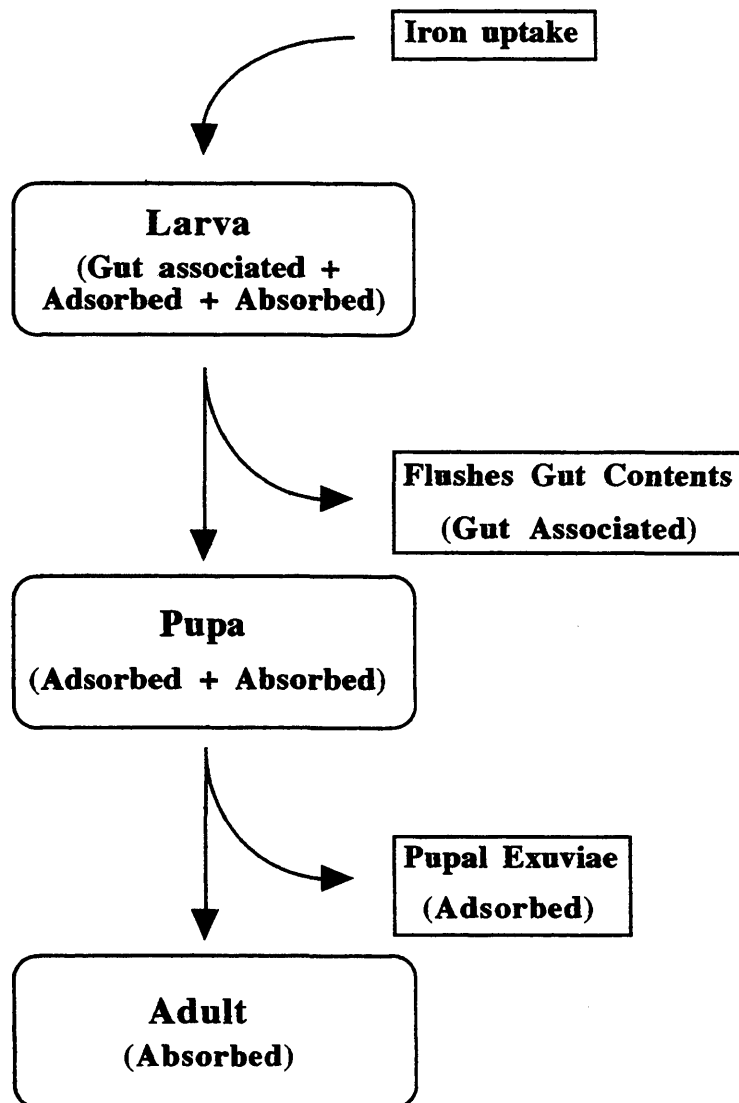 Iron uptake
Larva
(Gut associated +
Adsorbed + Absorbed)
Flushes Gut Contents
(Gut Associated)
Pupa
(Adsorbed + Absorbed)
Pupal Exuviae
(Adsorbed)
Adult
(Absorbed)